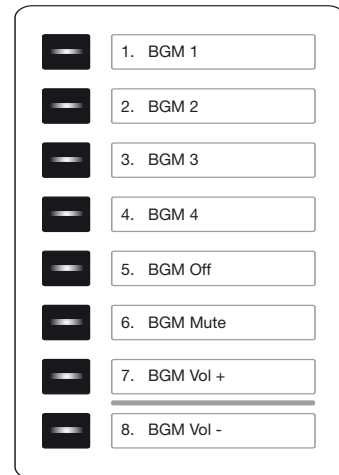 1. BGM 1
2. BGM 2
3. BGM 3
4. BGM 4
5. BGM Off
6. BGM Mute
7. BGM Vol +
8. BGM Vol -